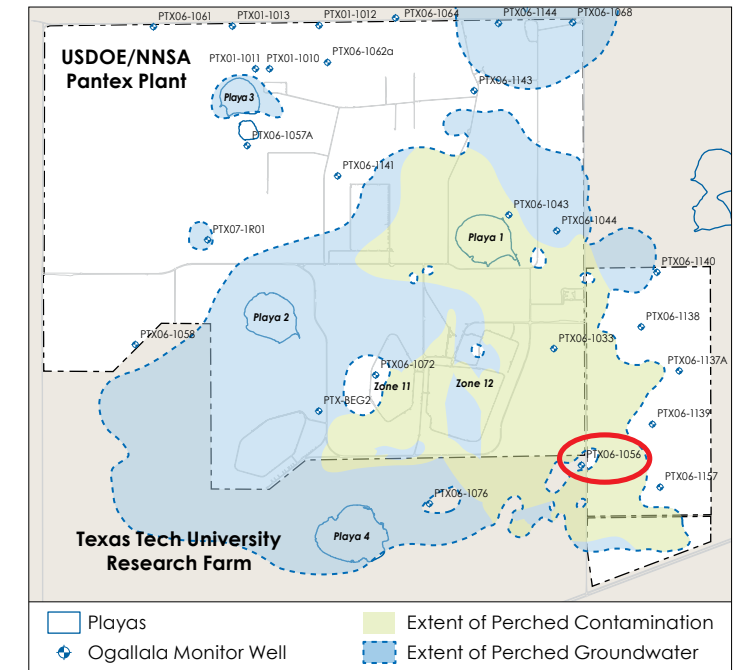 PTX06-1061
PTX01-1013
PTX01-1012
PTX06-1064
PTX06-1144
PTX06-1068
USDOE/NNSA
Pantex Plant
PTX01-1011
PTX01-1010
PTX06-1062a
PTX06-1143
Playa 3
PTX06-1057A
PTX06-1141
PTX06-1043
PTX06-1044
PTX07-1R01
Playa 1
PTX06-1140
Playa 2
PTX06-1138
PTX06-1058
PTX06-1033
PTX06-1072
PTX06-1137A
Zone 11
Zone 12
PTX-BEG2
PTX06-1139
PTX06-1056
PTX06-1076
PTX06-1157
Texas Tech University
Research Farm
Playa 4
Playas
Extent of Perched Contamination
Ogallala Monitor Well
Extent of Perched Groundwater